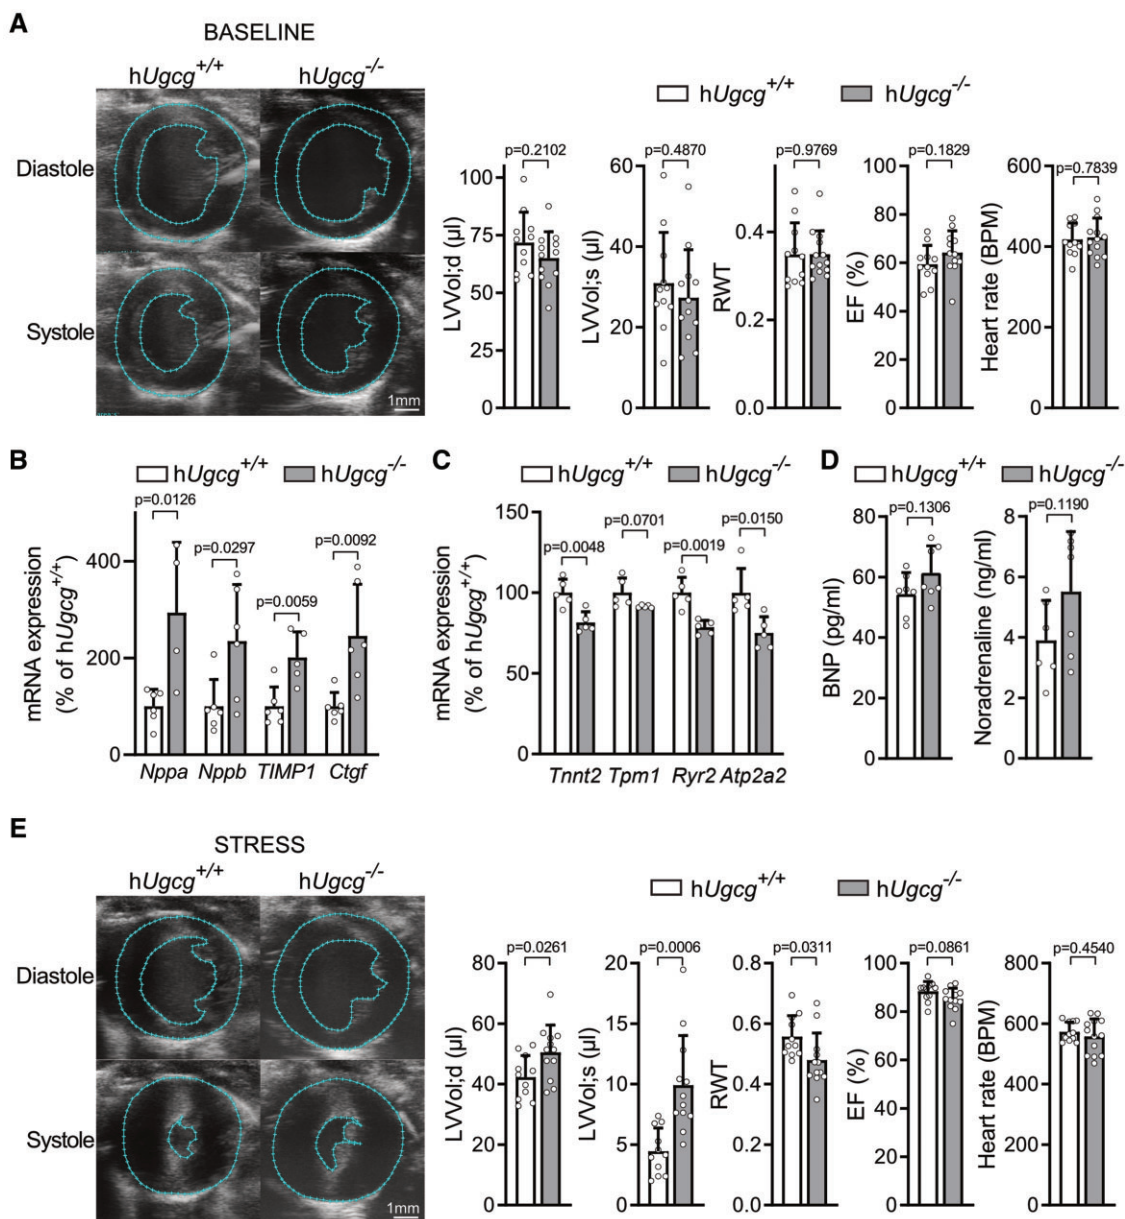 A
BASELINE
hUgcg+/+ hUgcg-/-
Diastole
Systole
1mm
hUgcg+/+ hUgcg-/-
p=0.2102
LVVol;d (µl)
100
75
50
25
0
p=0.4870
LVVol;s (µl)
60
40
20
0
p=0.9769
RWT
0.4
0.2
0.0
p=0.1829
EF (%)
100
80
60
40
20
0
p=0.7839
Heart rate (BPM)
600
400
200
0
B
hUgcg+/+ hUgcg-/-
mRNA expression
(% of hUgcg+/+)
400
200
0
p=0.0126
p=0.0297
p=0.0059
p=0.0092
Nppa Nppb TIMP1 Ctgf
C
hUgcg+/+ hUgcg-/-
mRNA expression
(% of hUgcg+/+)
150
100
50
0
p=0.0048
p=0.0701
p=0.0019
p=0.0150
Tnnt2 Tpm1 Ryr2 Atp2a2
D
hUgcg+/+ hUgcg-/-
p=0.1306
BNP (pg/ml)
80
60
40
20
0
p=0.1190
Noradrenaline (ng/ml)
8
6
4
2
0
E
STRESS
hUgcg+/+ hUgcg-/-
Diastole
Systole
1mm
hUgcg+/+ hUgcg-/-
p=0.0261
LVVol;d (µl)
80
60
40
20
0
p=0.0006
LVVol;s (µl)
20
15
10
5
0
p=0.0311
RWT
0.8
0.6
0.4
0.2
0.0
p=0.0861
EF (%)
100
80
60
40
20
0
p=0.4540
Heart rate (BPM)
800
600
400
200
0